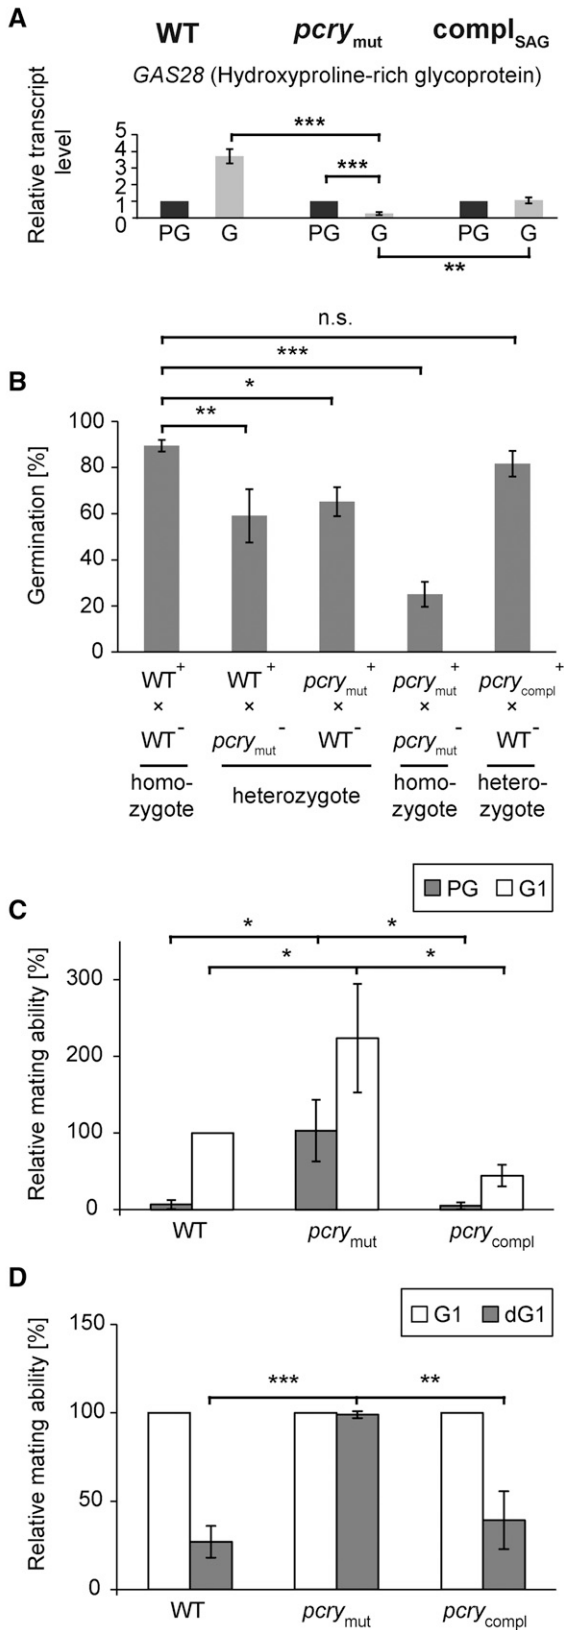 A
WT pcrymut complSAG
GAS28 (Hydroxyproline-rich glycoprotein)
Relative transcript
level
5
4
3
2
1
0
***
***
PG G PG G PG G
**
n.s.
***
B
*
**
Germination [%]
100
80
60
40
20
0
WT+ WT+ pcrymut+ pcrymut+ pcrycompl+
× × × × ×
WT- pcrymut- WT- pcrymut- WT-
homo-
zygote
heterozygote
homo-
zygote
hetero-
zygote
PG G1
C
* *
* *
Relative mating ability [%]
300
200
100
0
WT pcrymut pcrycompl
D
G1 dG1
Relative mating ability [%]
150
100
50
0
*** **
WT pcrymut pcrycompl